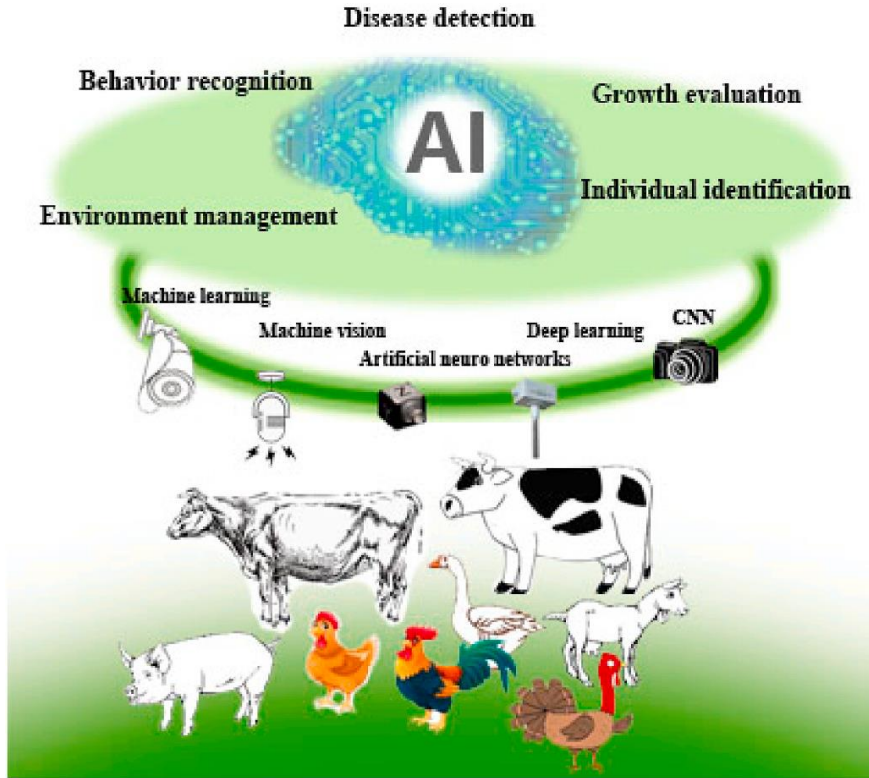 Disease detection
Behavior recognition
Growth evaluation
AI
Individual identification
Environment management
Machine learning
Machine vision
Deep learning
CNN
Artificial neuro networks